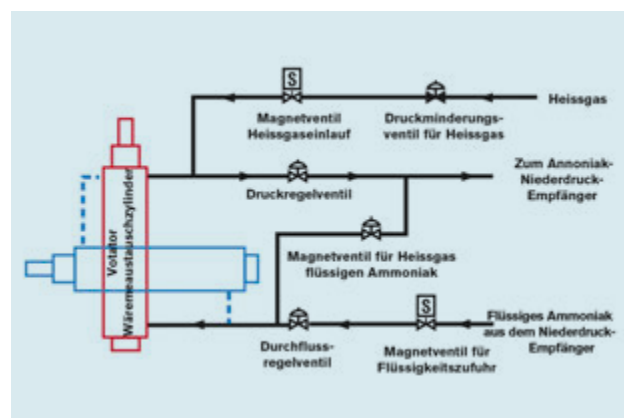 S
Heissgas
Magnetventil
Heissgaseinlauf
Druckminderungs-
ventil für Heissgas
Zum Annoniak-
Niederdruck-
Empfänger
Druckregelventil
Votator
Wäremeaustauschzylinder
Magnetventil für Heissgas
flüssigen Ammoniak
S
Flüssiges Ammoniak
aus dem Niederdruck-
Empfänger
Durchfluss-
regelventil
Magnetventil für
Flüssigkeitszufuhr